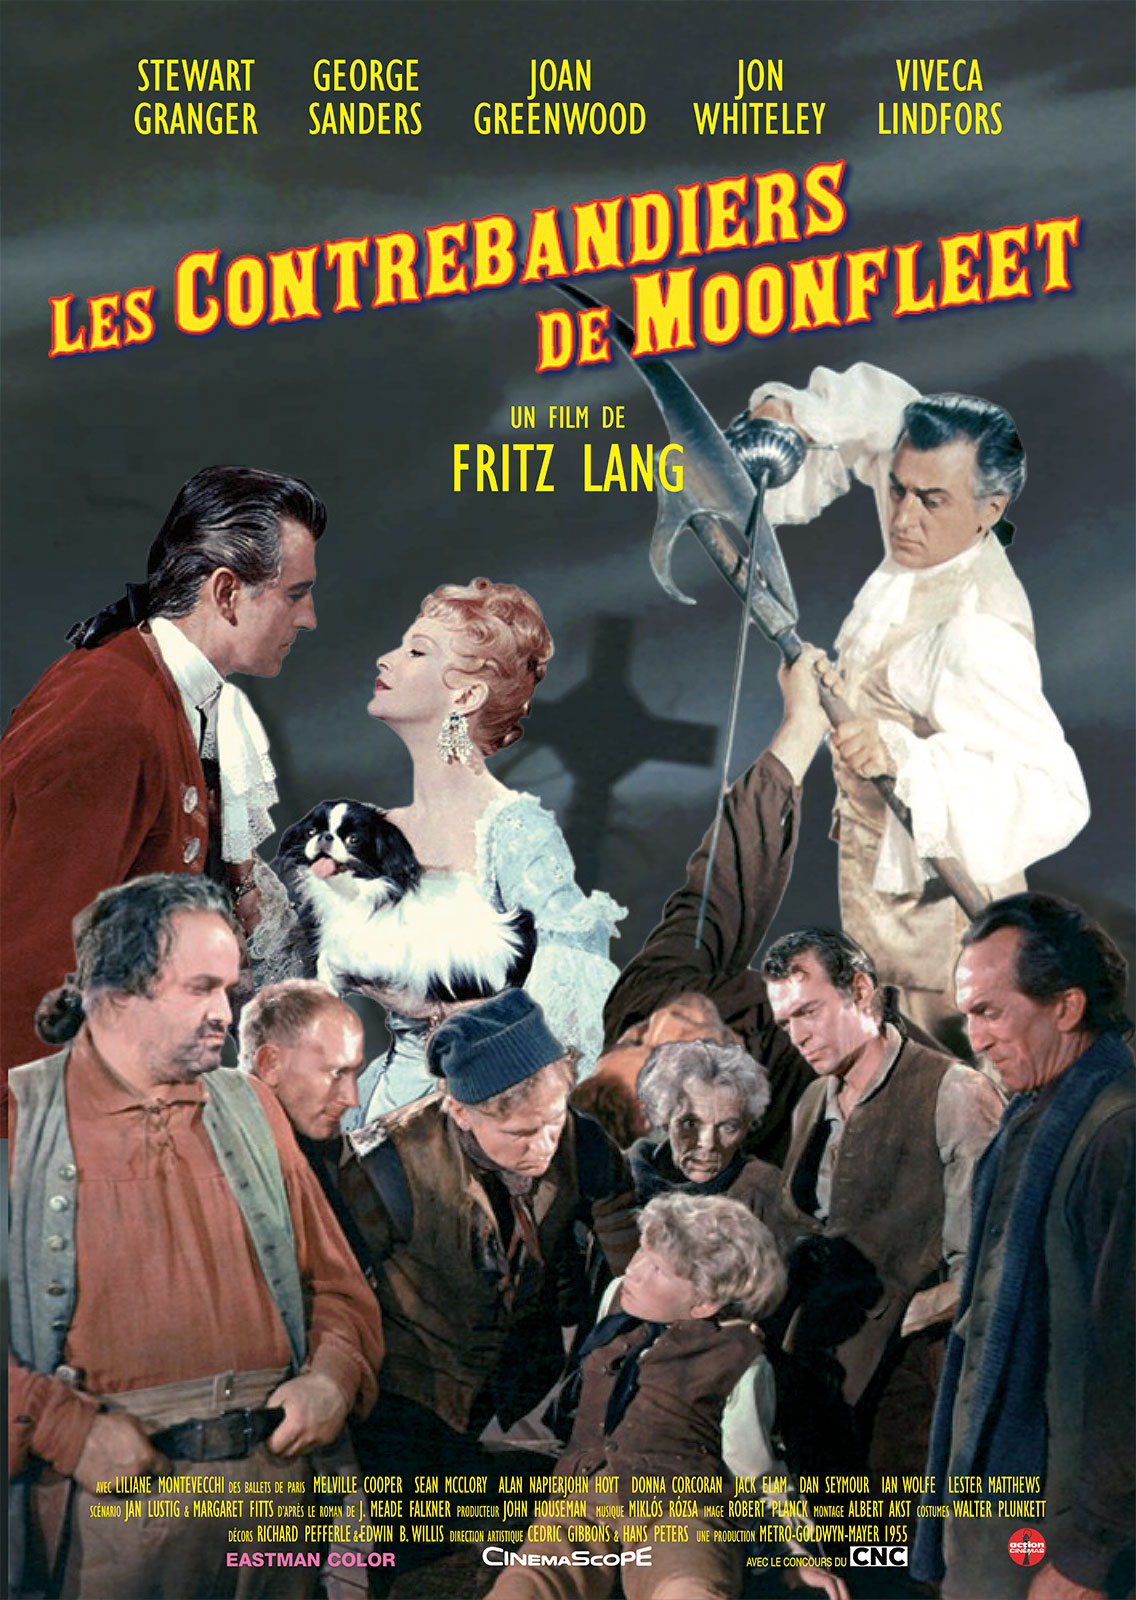 STEWART GRANGER
GEORGE SANDERS
JOAN GREENWOOD
JON WHITELEY
VIVECA LINDFORS
LES CONTREBANDIERS
DE MOONFLEET
UN FILM DE
FRITZ LANG
AVEC LILIANE MONTEVECCHI DES BALLETS DE PARIS MELVILLE COOPER SEAN MCCLORY ALAN NAPIERJOHN HOYT DONNA CORCORAN JACK ELAM DAN SEYMOUR IAN WOLFE LESTER MATTHEWS
SCÉNARIO JAN LUSTIG & MARGARET FITTS D'APRÈS LE ROMAN DE J. MEADE FALKNER PRODUCTEUR JOHN HOUSEMAN MUSIQUE MIKLÓS RÓZSA IMAGE ROBERT PLANCK MONTAGE ALBERT AKST COSTUMES WALTER PLUNKETT
DÉCORS RICHARD PEFFERLE & EDWIN B. WILLIS DIRECTION ARTISTIQUE CEDRIC GIBBONS & HANS PETERS UNE PRODUCTION METRO-GOLDWYN-MAYER 1955
EASTMAN COLOR
CINEMASCOPE
AVEC LE CONCOURS DU CNC
action
CINÉMAS